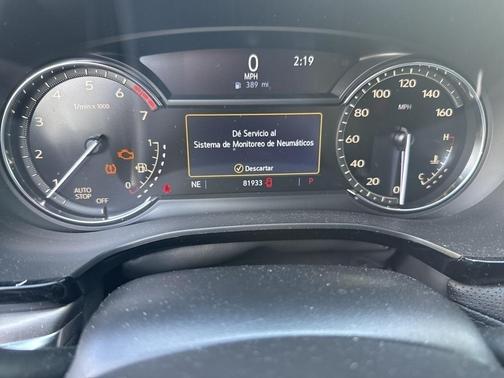 0
MPH
2:19
389 mi
1/min x 1000
1
2
3
4
5
6
7
AUTO
STOP
OFF
1
0
Dé Servicio al
Sistema de Monitoreo de Neumáticos
Descartar
NE
81933
P
0
20
40
60
80
100
120
140
160
MPH
H
C